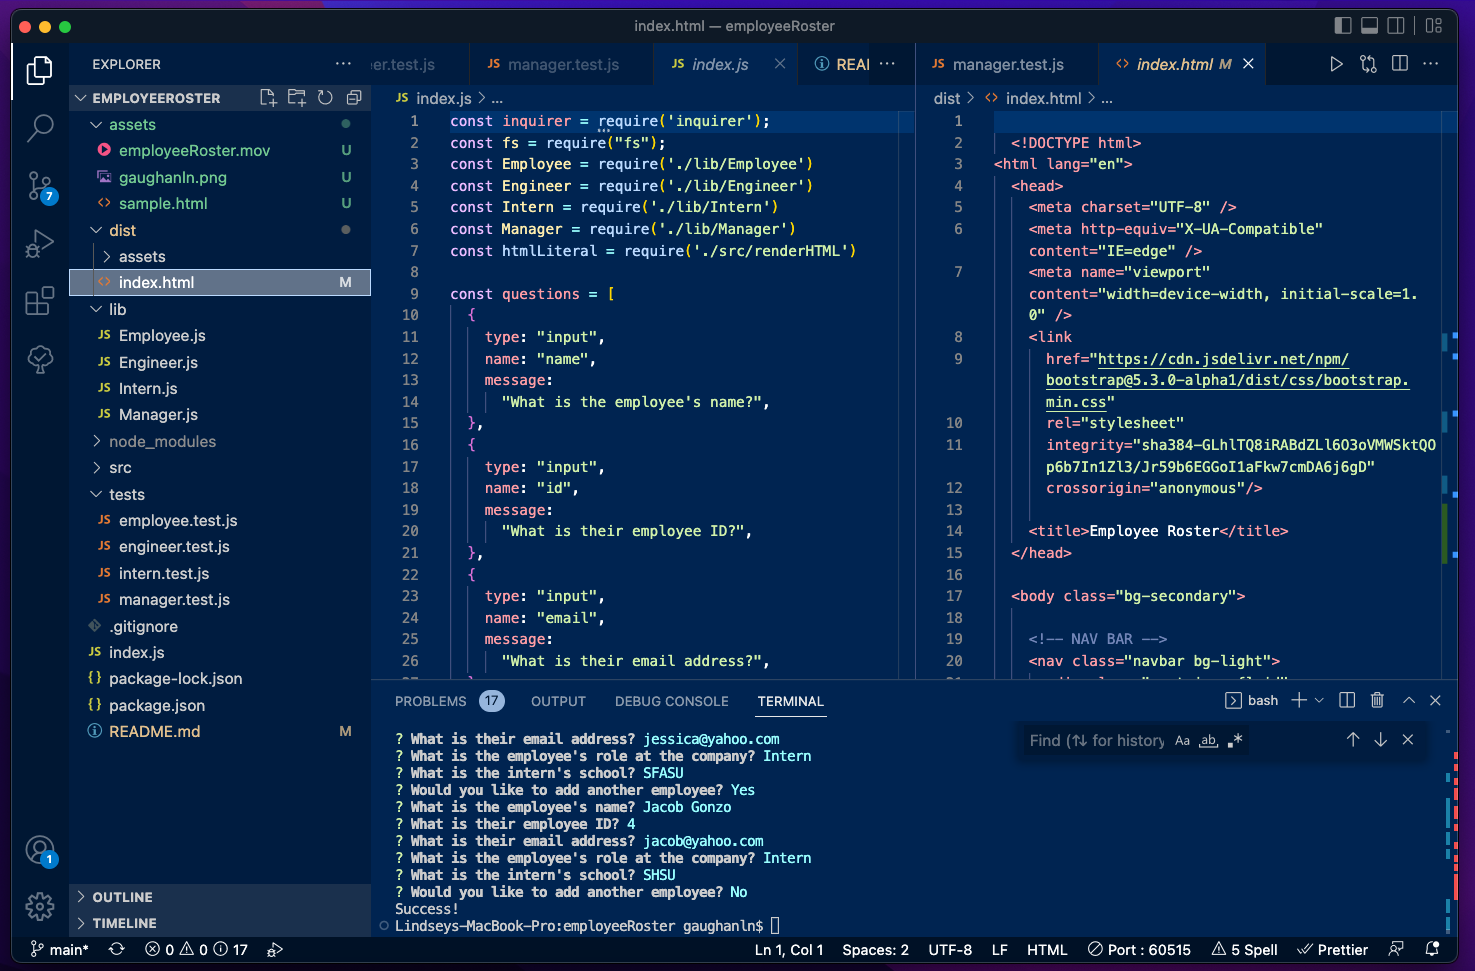 index.html — employeeRoster
EXPLORER
EMPLOYEEROSTER
assets
employeeRoster.mov U
gaughanln.png U
sample.html U
dist
assets
index.html M
lib
Employee.js
Engineer.js
Intern.js
Manager.js
node_modules
src
tests
employee.test.js
engineer.test.js
intern.test.js
manager.test.js
.gitignore
index.js
package-lock.json
package.json
README.md M
OUTLINE
TIMELINE
7
1
er.test.js
JS manager.test.js
JS index.js
REA
JS index.js > ...
1 const inquirer = require('inquirer');
2 const fs = require("fs");
3 const Employee = require('./lib/Employee')
4 const Engineer = require('./lib/Engineer')
5 const Intern = require('./lib/Intern')
6 const Manager = require('./lib/Manager')
7 const htmlLiteral = require('./src/renderHTML')
8
9 const questions = [
10 {
11 type: "input",
12 name: "name",
13 message:
14 "What is the employee's name?",
15 },
16 {
17 type: "input",
18 name: "id",
19 message:
20 "What is their employee ID?",
21 },
22 {
23 type: "input",
24 name: "email",
25 message:
26 "What is their email address?",
JS manager.test.js
<> index.html M
dist > <> index.html > ...
1
2 <!DOCTYPE html>
3 <html lang="en">
4 <head>
5 <meta charset="UTF-8" />
6 <meta http-equiv="X-UA-Compatible"
content="IE=edge" />
7 <meta name="viewport"
content="width=device-width, initial-scale=1.
0" />
8 <link
9 href="https://cdn.jsdelivr.net/npm/
bootstrap@5.3.0-alpha1/dist/css/bootstrap.
min.css"
10 rel="stylesheet"
11 integrity="sha384-GLhlTQ8iRABdZLl6O3oVMWSktQO
p6b7In1Zl3/Jr59b6EGGoI1aFkw7cmDA6j6gD"
12 crossorigin="anonymous"/>
13
14 <title>Employee Roster</title>
15 </head>
16
17 <body class="bg-secondary">
18
19 <!-- NAV BAR -->
20 <nav class="navbar bg-light">
PROBLEMS 17 OUTPUT DEBUG CONSOLE TERMINAL
bash
Find (⇅ for history Aa ab .*
? What is their email address? jessica@yahoo.com
? What is the employee's role at the company? Intern
? What is the intern's school? SFASU
? Would you like to add another employee? Yes
? What is the employee's name? Jacob Gonzo
? What is their employee ID? 4
? What is their email address? jacob@yahoo.com
? What is the employee's role at the company? Intern
? What is the intern's school? SHSU
? Would you like to add another employee? No
Success!
Lindseys-MacBook-Pro:employeeRoster gaughanln$
main* 0 0 17 Ln 1, Col 1 Spaces: 2 UTF-8 LF HTML Port : 60515 5 Spell Prettier